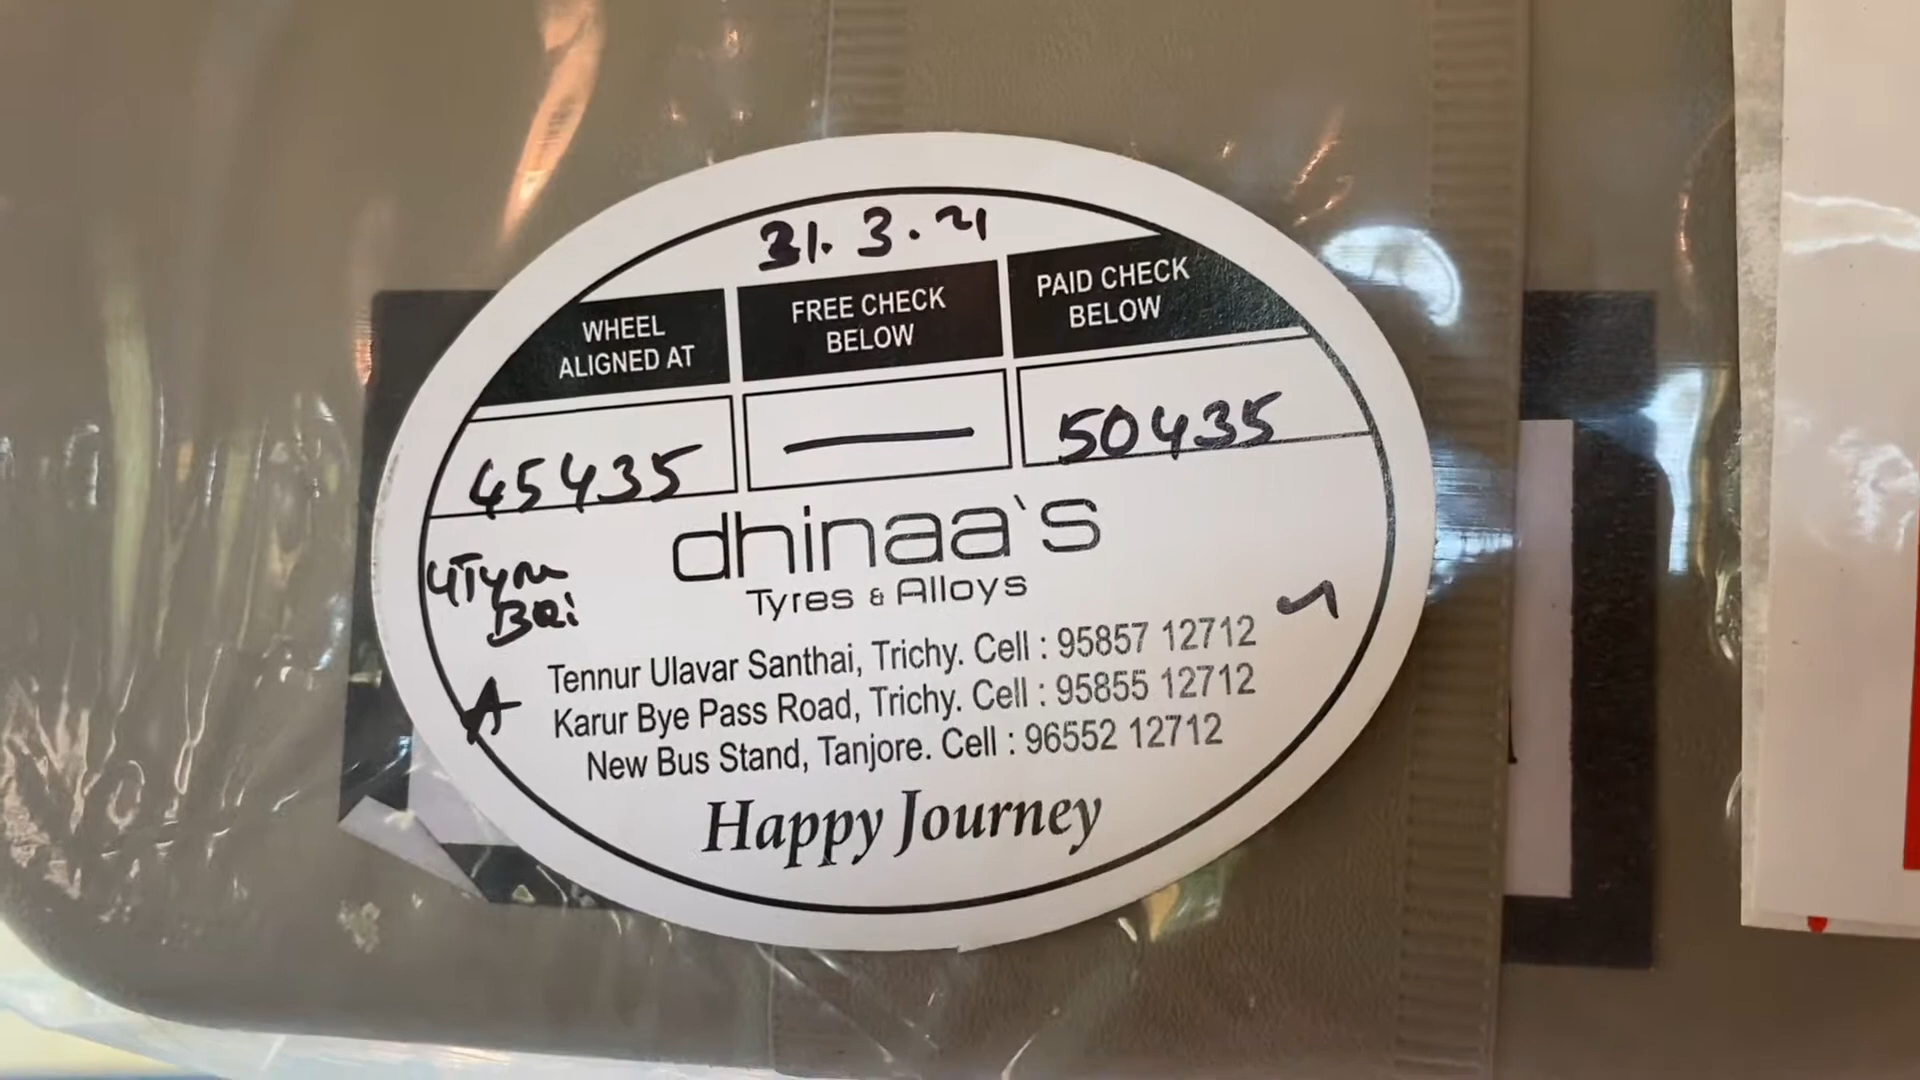 31.3.21
WHEEL ALIGNED AT
FREE CHECK BELOW
PAID CHECK BELOW
45435
—
50435
dhinaa's
Tyres & Alloys
4Tyre
Tennur Ulavar Santhai, Trichy. Cell : 95857 12712
Karur Bye Pass Road, Trichy. Cell : 95855 12712
New Bus Stand, Tanjore. Cell : 96552 12712
Happy Journey